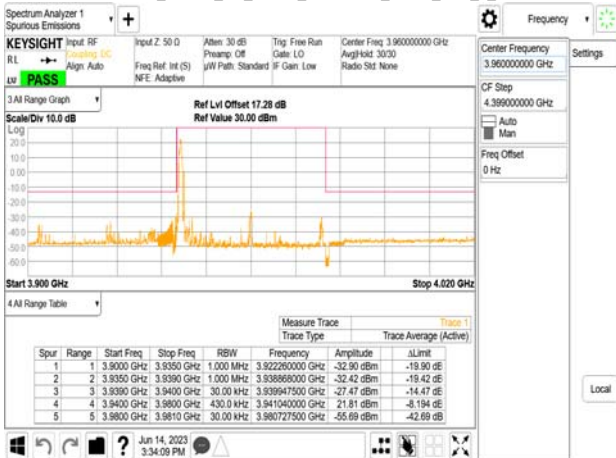 Spectrum Analyzer 1
Spurious Emissions
+
Frequency
KEYSIGHT
RL
LV PASS
Input: RF
Coupling: DC
Align: Auto
Input Z: 50 Ω
Freq Ref: Int (S)
NFE: Adaptive
Atten: 30 dB
Preamp: Off
µW Path: Standard
Trig: Free Run
Gate: LO
IF Gain: Low
Center Freq: 3.960000000 GHz
Avg|Hold: 30/30
Radio Std: None
Center Frequency
3.960000000 GHz
Settings
CF Step
4.399000000 GHz
Auto
Man
Freq Offset
0 Hz
Local
3 All Range Graph
Scale/Div 10.0 dB
Ref Lvl Offset 17.28 dB
Ref Value 30.00 dBm
Log
20.0
10.0
0.00
-10.0
-20.0
-30.0
-40.0
-50.0
-60.0
Start 3.900 GHz
Stop 4.020 GHz
4 All Range Table
Measure Trace Trace 1
Trace Type Trace Average (Active)
Spur Range Start Freq Stop Freq RBW Frequency Amplitude ∆Limit
1 1 3.9000 GHz 3.9350 GHz 1.000 MHz 3.922260000 GHz -32.90 dBm -19.90 dB
2 2 3.9350 GHz 3.9390 GHz 1.000 MHz 3.938868000 GHz -32.42 dBm -19.42 dB
3 3 3.9390 GHz 3.9400 GHz 30.00 kHz 3.939947500 GHz -27.47 dBm -14.47 dB
4 4 3.9400 GHz 3.9800 GHz 430.0 kHz 3.941040000 GHz 21.81 dBm -8.194 dB
5 5 3.9800 GHz 3.9810 GHz 30.00 kHz 3.980727500 GHz -55.69 dBm -42.69 dB
?
Jun 14, 2023
3:34:09 PM